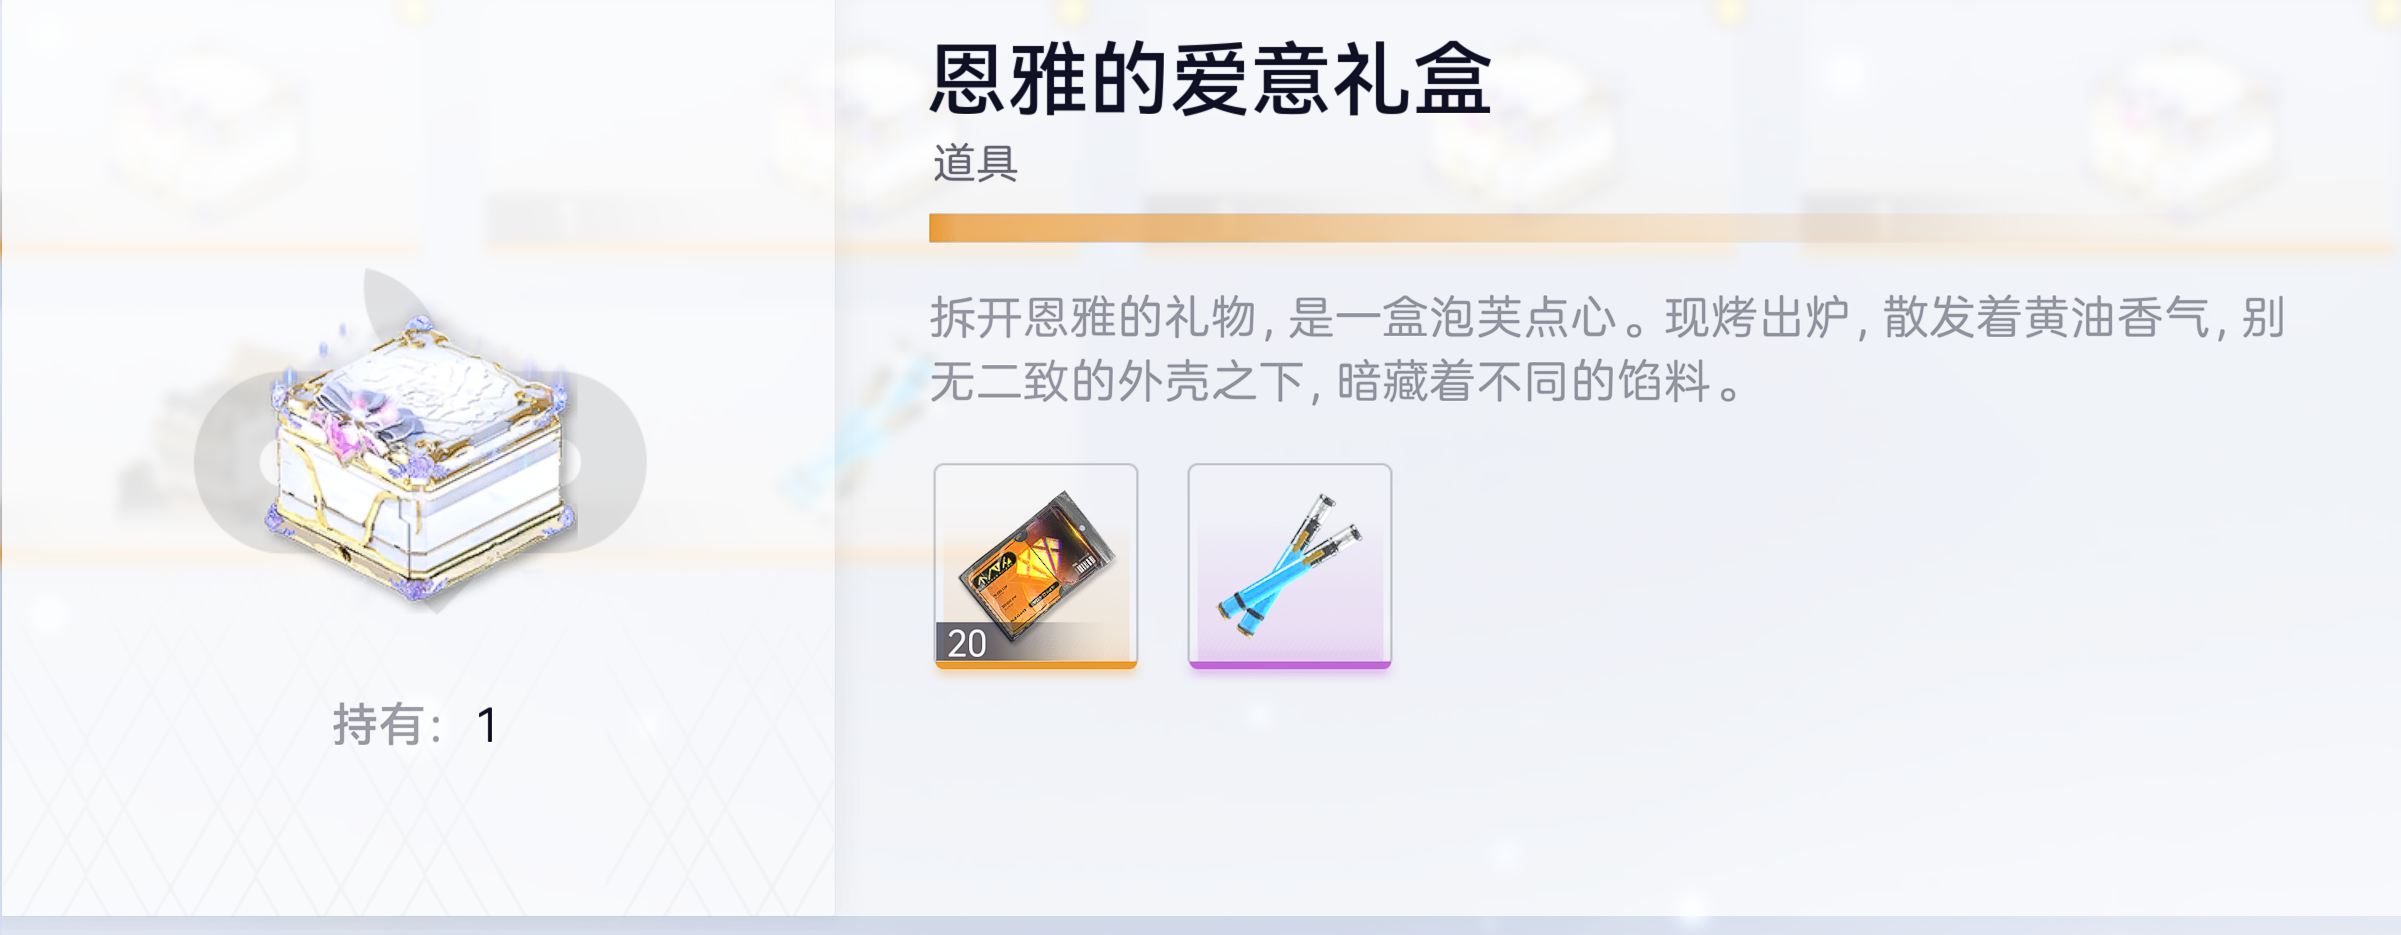 恩雅的爱意礼盒
道具
拆开恩雅的礼物，是一盒泡芙点心。现烤出炉，散发着黄油香气，别
无二致的外壳之下，暗藏着不同的馅料。
20
持有： 1